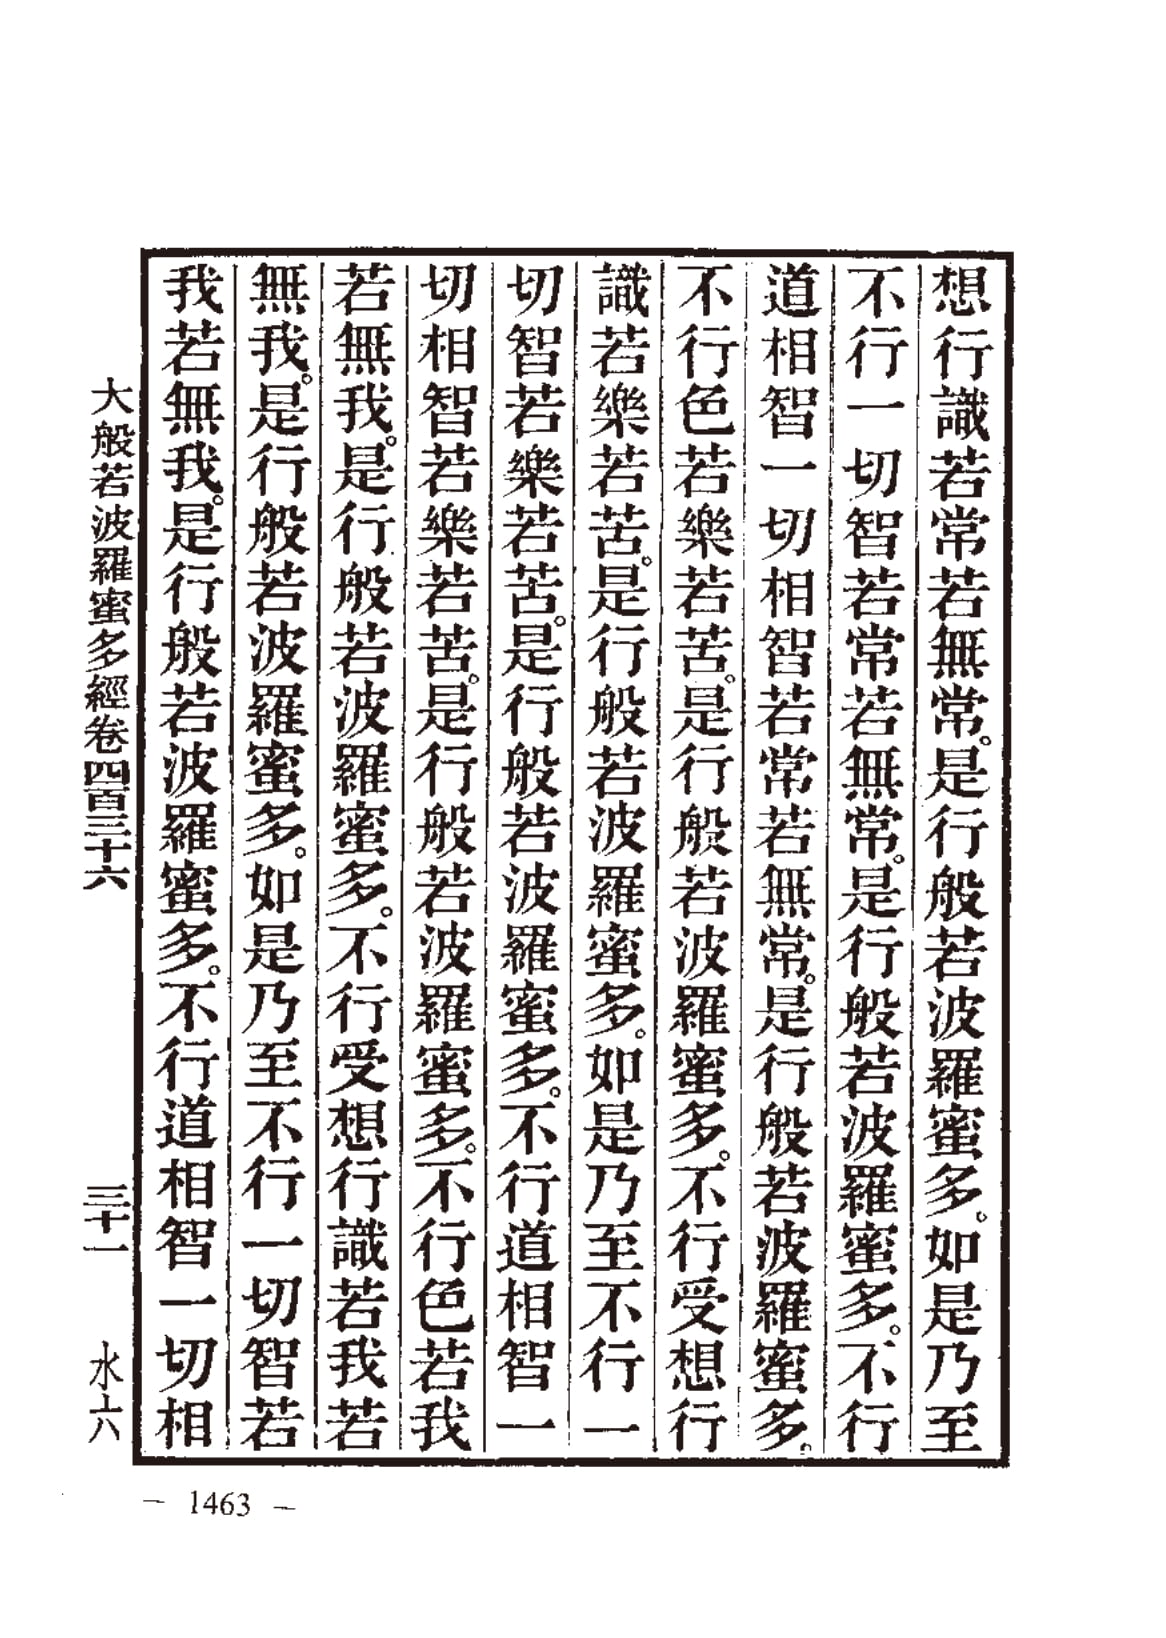 想行識若常若無常。是行般若波羅蜜多。如是乃至
不行一切智若常若無常。是行般若波羅蜜多。不行
道相智一切相智若常若無常。是行般若波羅蜜多。
不行色若樂若苦。是行般若波羅蜜多。不行受想行
識若樂若苦。是行般若波羅蜜多。如是乃至不行一
切智若樂若苦。是行般若波羅蜜多。不行道相智一
切相智若樂若苦。是行般若波羅蜜多。不行色若我
若無我。是行般若波羅蜜多。不行受想行識若我若
無我。是行般若波羅蜜多。如是乃至不行一切智若
我若無我。是行般若波羅蜜多。不行道相智一切相
大般若波羅蜜多經卷四百三十六 三十一 水六
— 1463 —